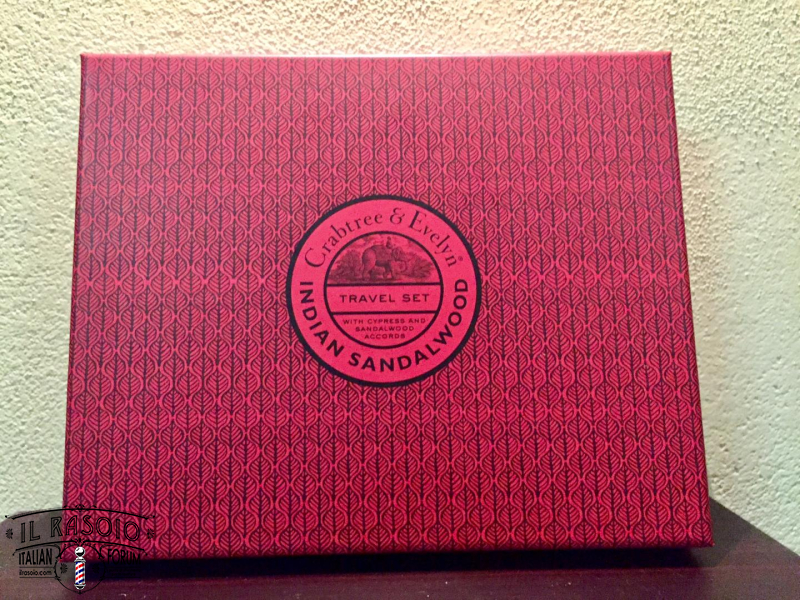 Crabtree & Evelyn®
TRAVEL SET
WITH CYPRESS AND
SANDALWOOD
ACCORDS
INDIAN SANDALWOOD
IL RASOIO
ITALIAN FORUM
ilrasoio.com